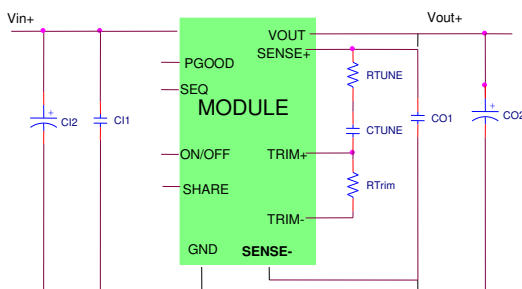 Vin+
Vout+
VOUT
SENSE+
PGOOD
RTUNE
SEQ
MODULE
CI2
CI1
CTUNE
CO1
CO2
ON/OFF
TRIM+
SHARE
RTrim
TRIM-
GND
SENSE-